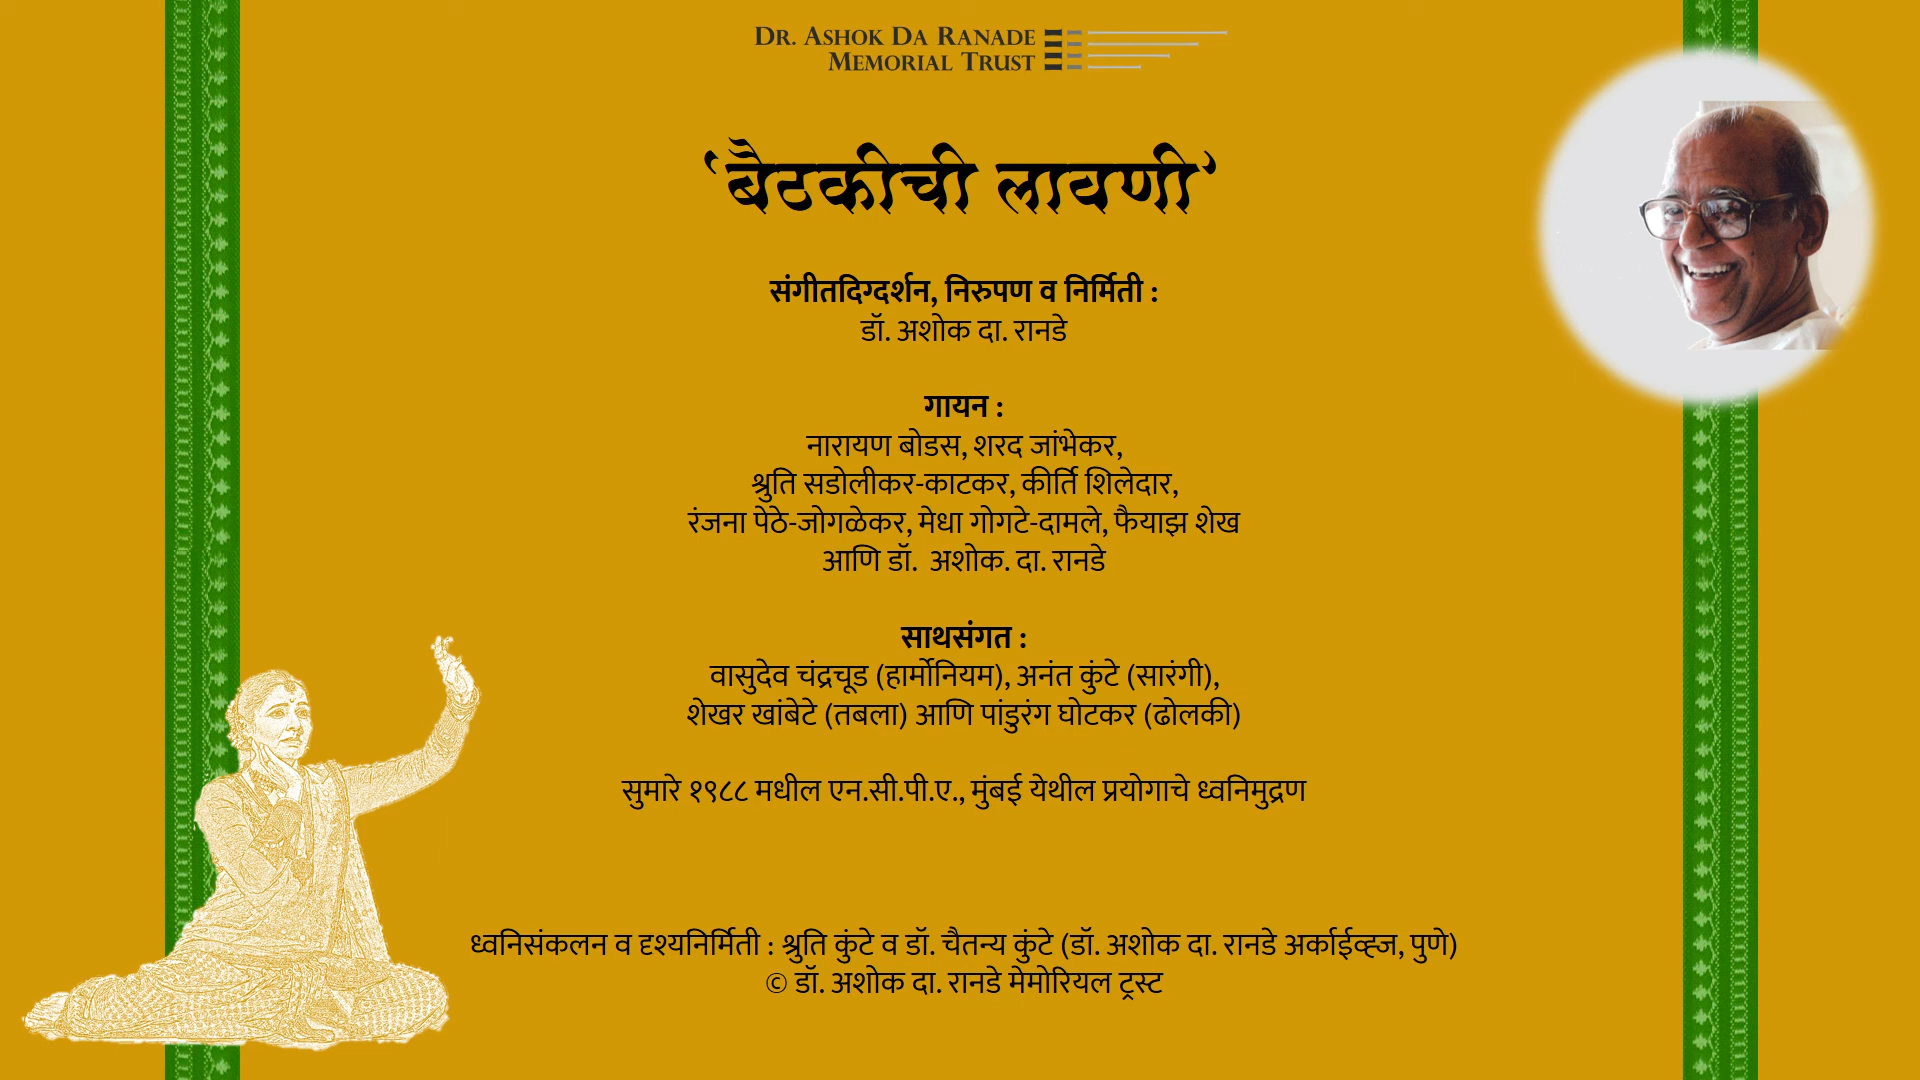 DR. ASHOK DA RANADE
MEMORIAL TRUST
‘बैठकीची लावणी’
संगीतदिग्दर्शन, निरुपण व निर्मिती :
डॉ. अशोक दा. रानडे
गायन :
नारायण बोडस, शरद जांभेकर,
श्रुति सडोलीकर-काटकर, कीर्ति शिलेदार,
रंजना पेठे-जोगळेकर, मेधा गोगटे-दामले, फैयाझ शेख
आणि डॉ. अशोक. दा. रानडे
साथसंगत :
वासुदेव चंद्रचूड (हार्मोनियम), अनंत कुंटे (सारंगी),
शेखर खांबेटे (तबला) आणि पांडुरंग घोटकर (ढोलकी)
सुमारे १९८८ मधील एन.सी.पी.ए., मुंबई येथील प्रयोगाचे ध्वनिमुद्रण
ध्वनिसंकलन व दृश्यनिर्मिती : श्रुति कुंटे व डॉ. चैतन्य कुंटे (डॉ. अशोक दा. रानडे अर्काईव्ह्ज, पुणे)
© डॉ. अशोक दा. रानडे मेमोरियल ट्रस्ट